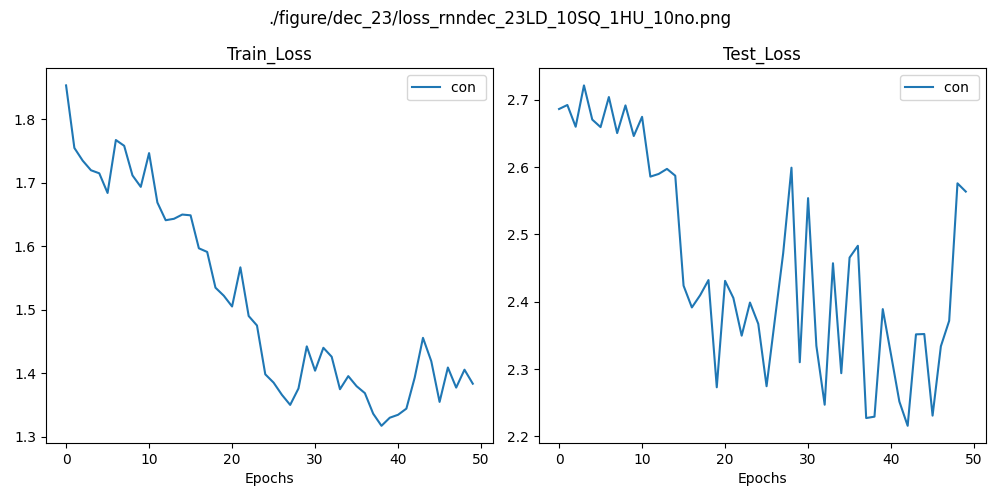 ./figure/dec_23/loss_rnndec_23LD_10SQ_1HU_10no.png
Train_Loss
con
1.8
1.7
1.6
1.5
1.4
1.3
0 10 20 30 40 50
Epochs
Test_Loss
con
2.7
2.6
2.5
2.4
2.3
2.2
0 10 20 30 40 50
Epochs